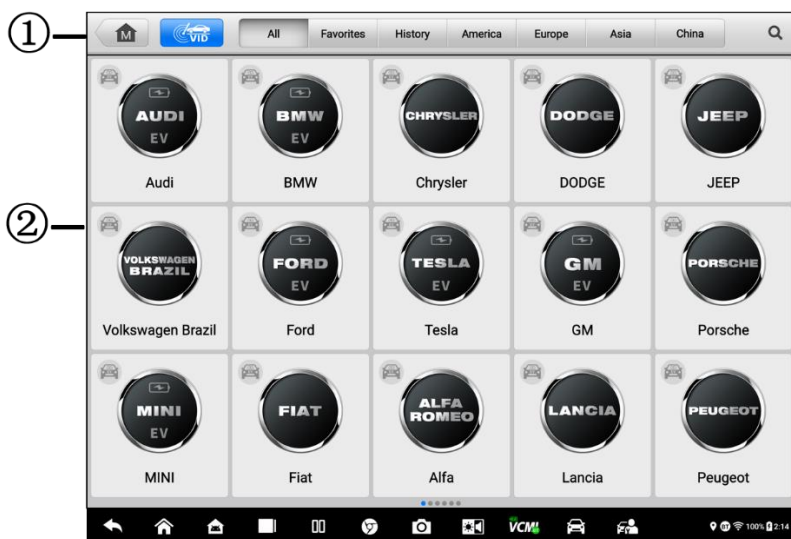 ①
M VID All Favorites History America Europe Asia China
AUDI BMW CHRYSLER DODGE JEEP
EV EV
Audi BMW Chrysler DODGE JEEP
②
VOLKSWAGEN
BRAZIL FORD TESLA GM PORSCHE
EV EV EV
Volkswagen Brazil Ford Tesla GM Porsche
MINI FIAT ALFA
ROMEO LANCIA PEUGEOT
EV
MINI Fiat Alfa Lancia Peugeot
VCMI 100% 2:14